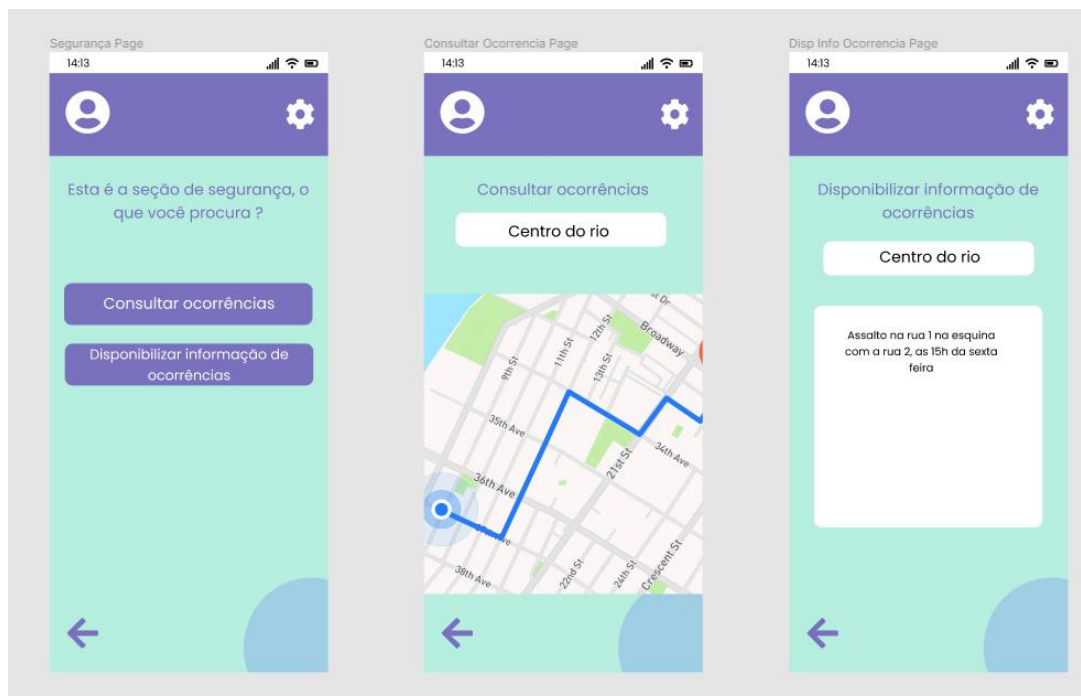 Segurança Page
14:13
Esta é a seção de segurança, o
que você procura ?
Consultar ocorrências
Disponibilizar informação de
ocorrências
Consultar Ocorrencia Page
14:13
Consultar ocorrências
Centro do rio
st Dr
Broadway
12th St
11th St
13th St
9th St
35th Ave
34th Ave
21st St
36th Ave
38th Ave
22nd St
24th St
Crescent St
Disp Info Ocorrencia Page
14:13
Disponibilizar informação de
ocorrências
Centro do rio
Assalto na rua 1 na esquina
com a rua 2, as 15h da sexta
feira